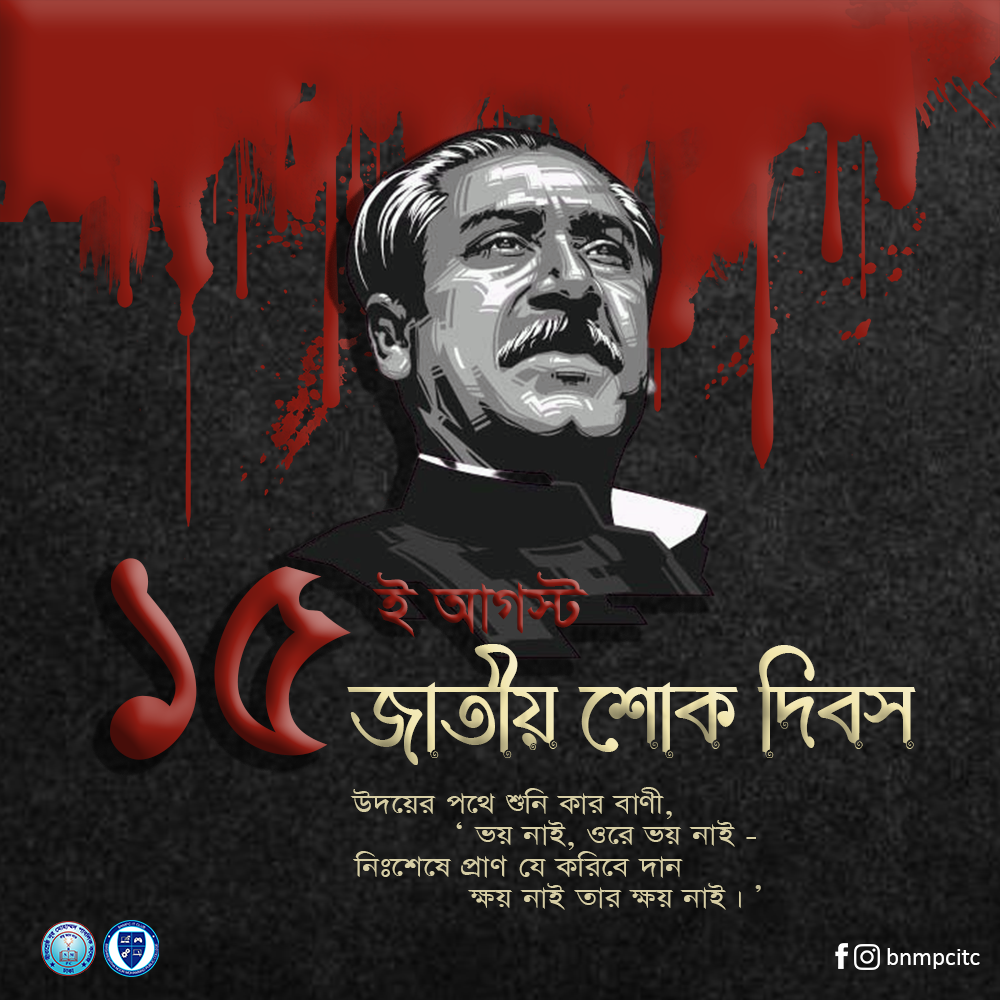 ১৫ ই আগস্ট
জাতীয় শোক দিবস
উদয়ের পথে শুনি কার বাণী,
‘ ভয় নাই, ওরে ভয় নাই -
নিঃশেষে প্রাণ যে করিবে দান
ক্ষয় নাই তার ক্ষয় নাই। ’
bnmpcitc